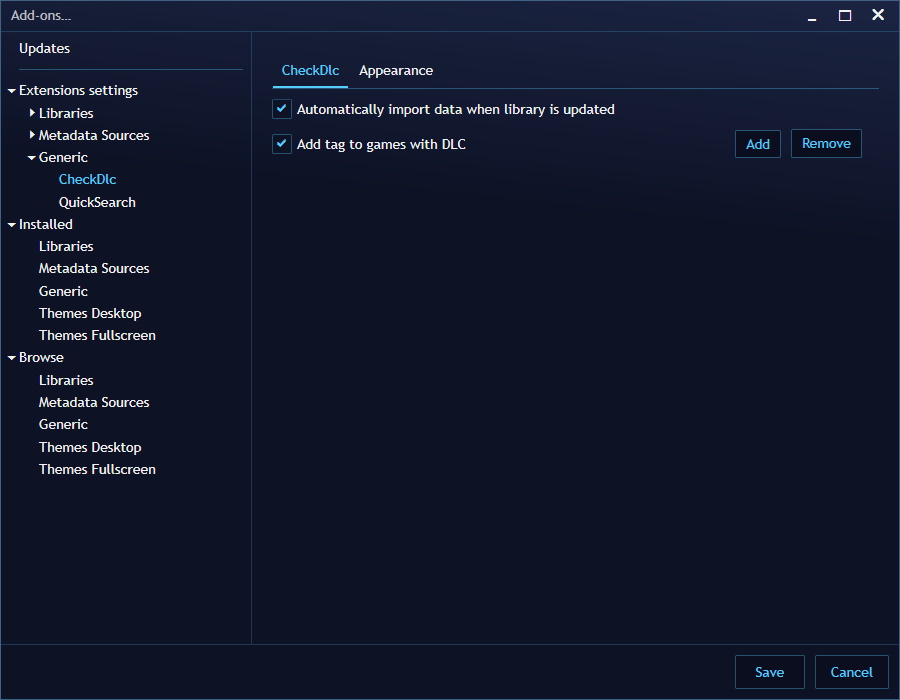 Add-ons...
Updates
Extensions settings
Libraries
Metadata Sources
Generic
CheckDlc
QuickSearch
Installed
Libraries
Metadata Sources
Generic
Themes Desktop
Themes Fullscreen
Browse
Libraries
Metadata Sources
Generic
Themes Desktop
Themes Fullscreen
CheckDlc Appearance
Automatically import data when library is updated
Add tag to games with DLC Add Remove
Save Cancel